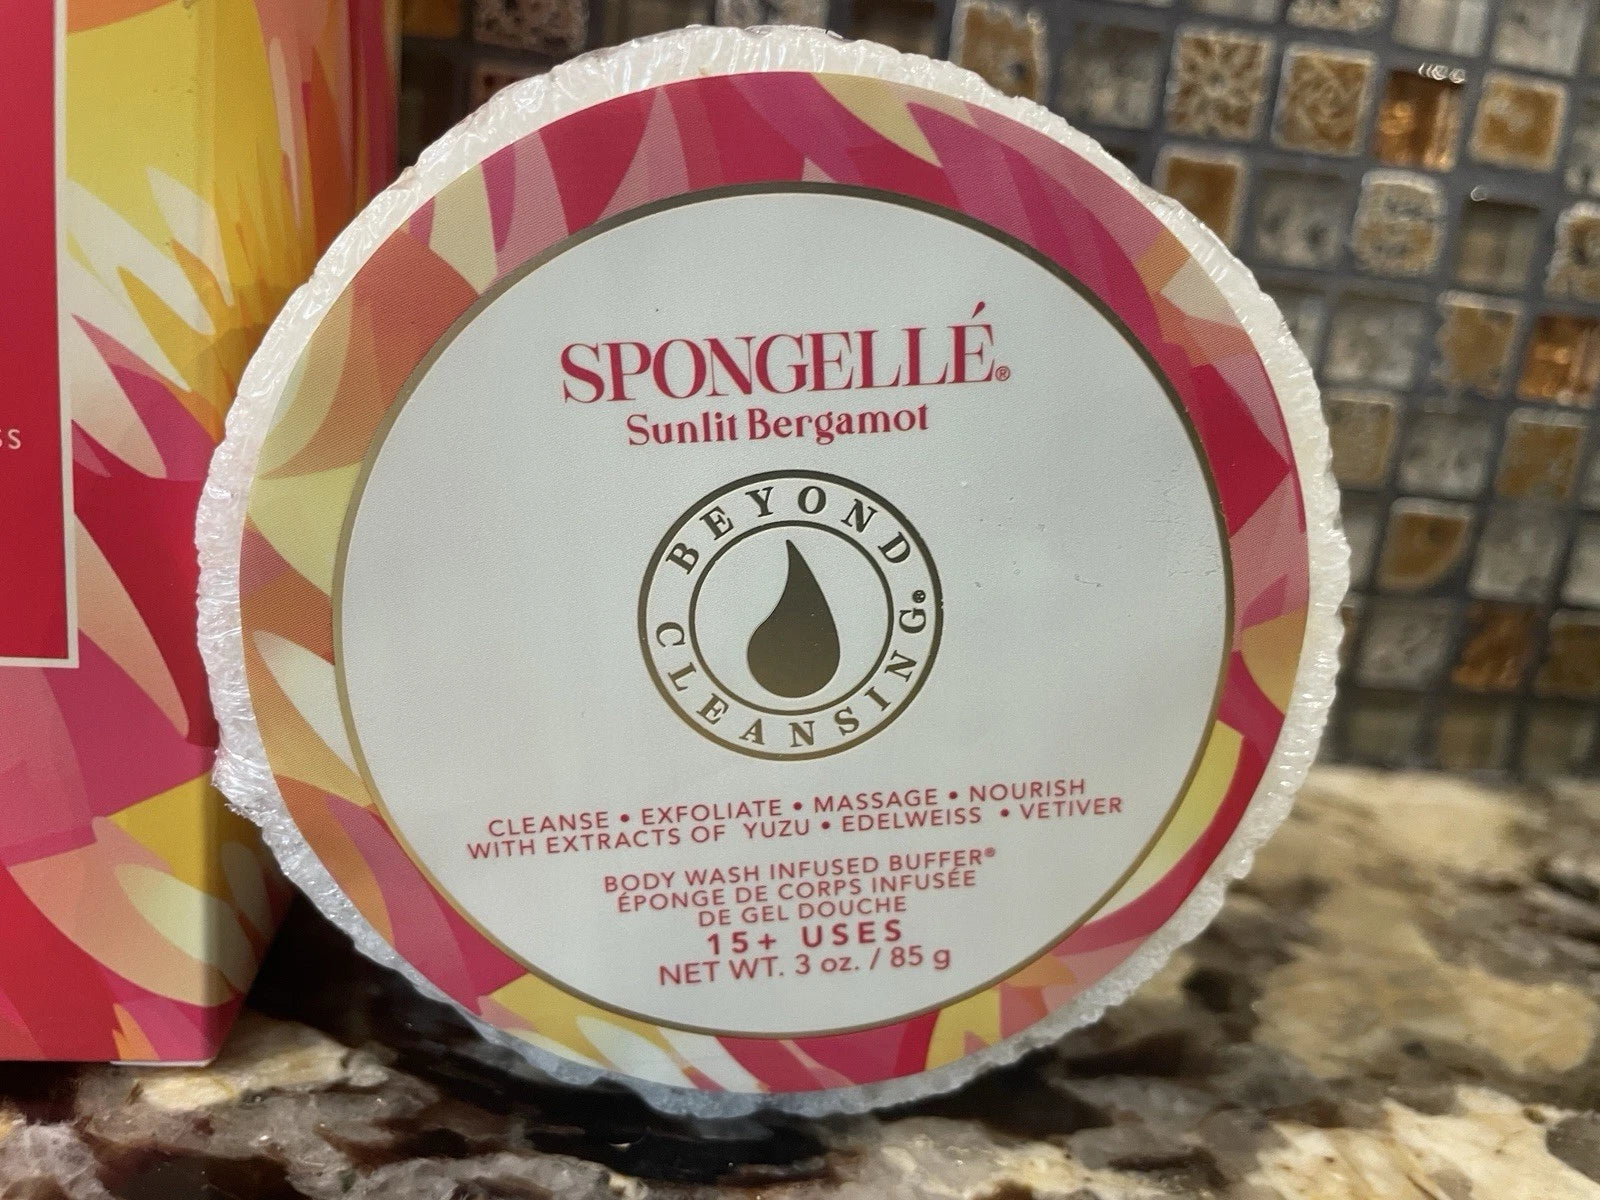 SPONGELLÉ®
Sunlit Bergamot
BEYOND
CLEANSING®
CLEANSE • EXFOLIATE • MASSAGE • NOURISH
WITH EXTRACTS OF YUZU • EDELWEISS • VETIVER
BODY WASH INFUSED BUFFER®
ÉPONGE DE CORPS INFUSÉE
DE GEL DOUCHE
15+ USES
NET WT. 3 oz. / 85 g